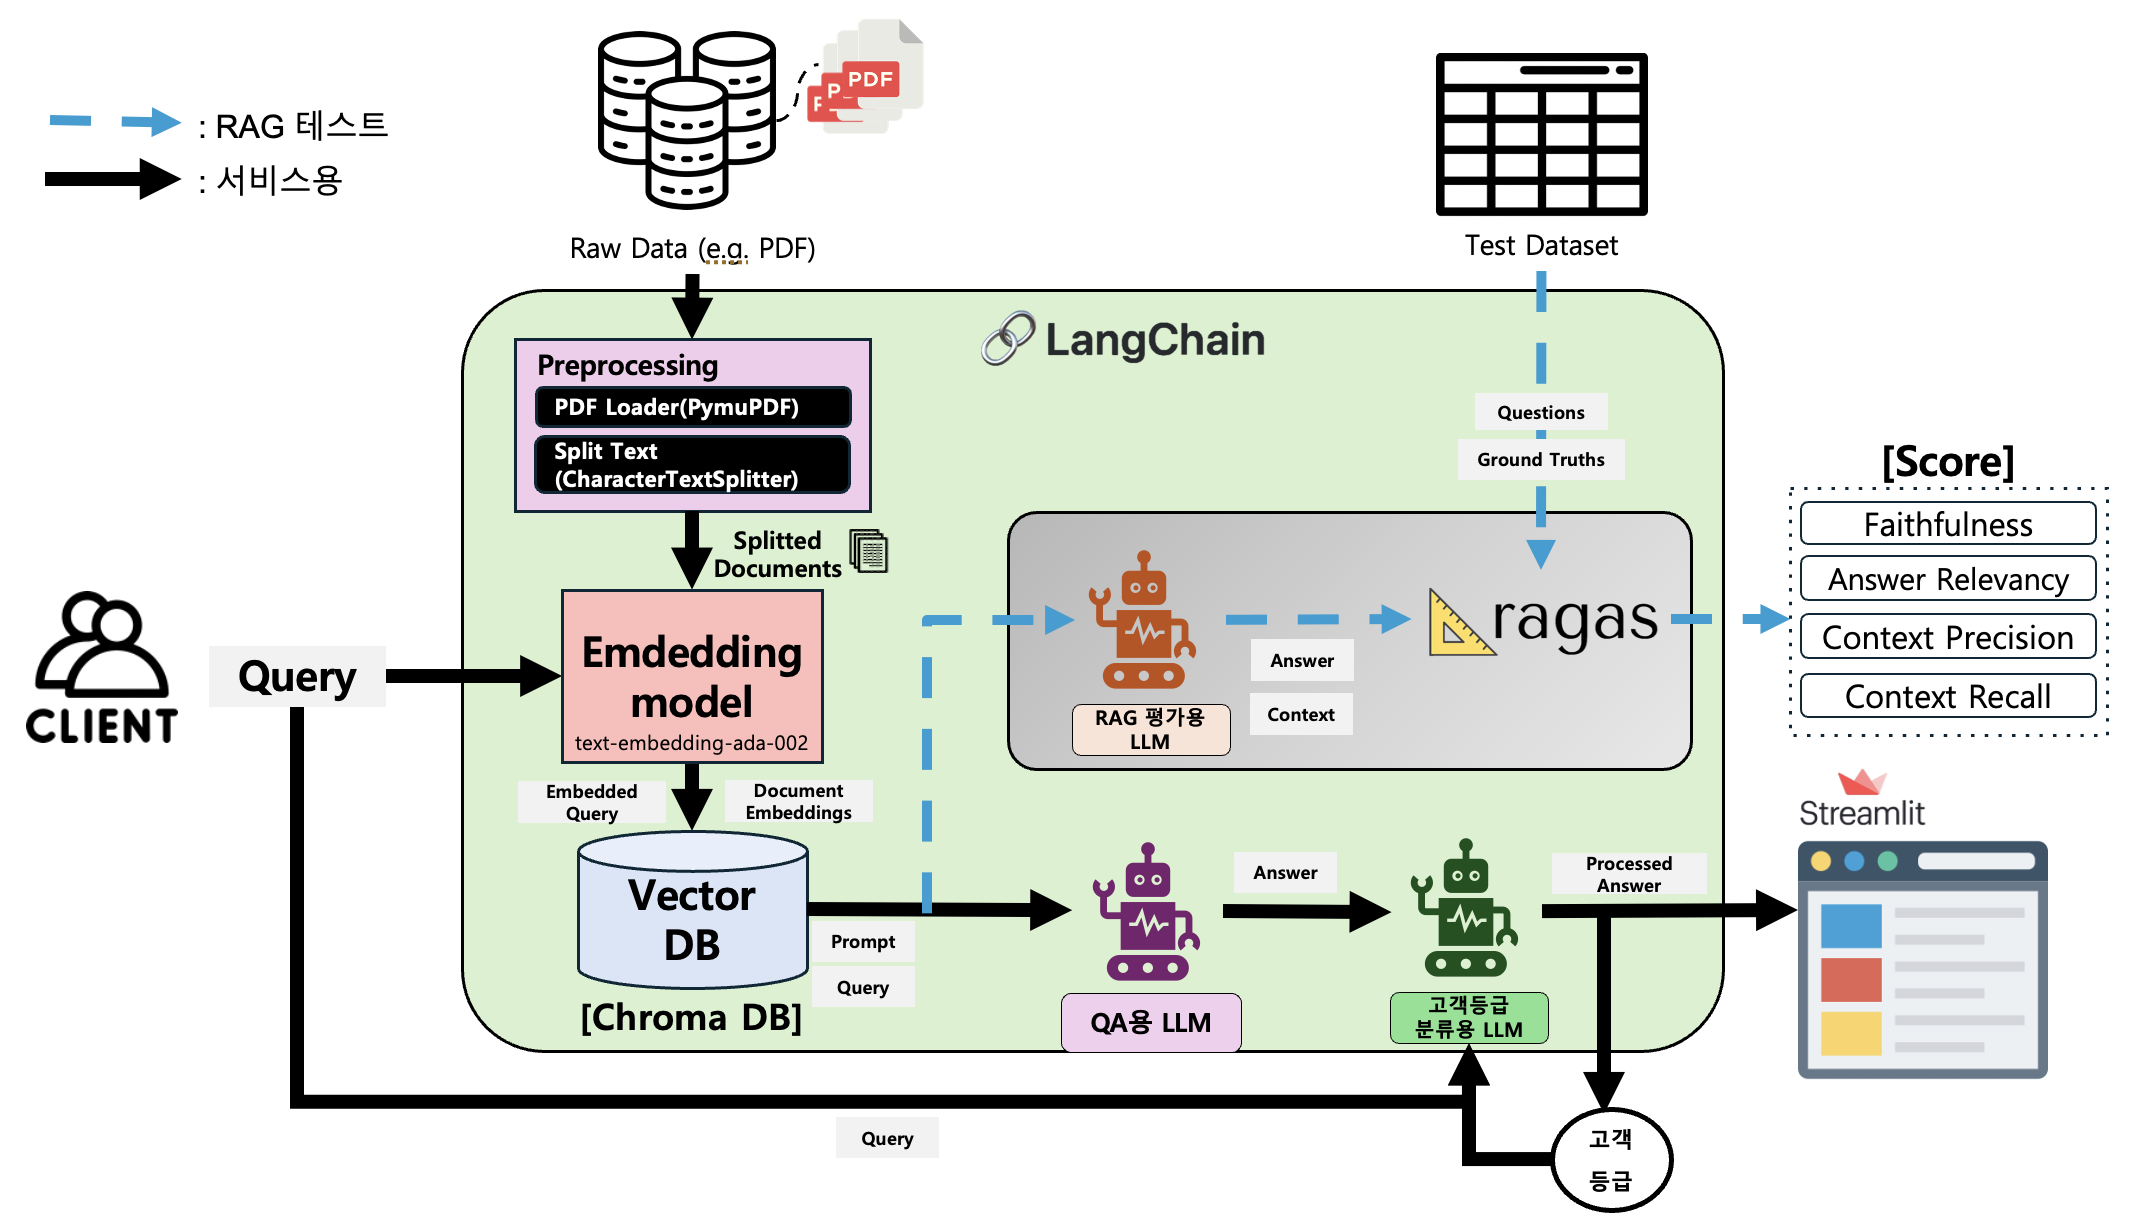 : RAG 테스트
: 서비스용
P
P
PDF
Raw Data (e.g. PDF)
Test Dataset
LangChain
Preprocessing
PDF Loader(PymuPDF)
Split Text
(CharacterTextSplitter)
Splitted
Documents
Questions
Ground Truths
[Score]
Faithfulness
Answer Relevancy
Context Precision
Context Recall
CLIENT
Query
Emdedding
model
text-embedding-ada-002
RAG 평가용
LLM
Answer
Context
ragas
Embedded
Query
Document
Embeddings
Vector
DB
[Chroma DB]
Prompt
Query
QA용 LLM
Answer
고객등급
분류용 LLM
Processed
Answer
Streamlit
Query
고객
등급